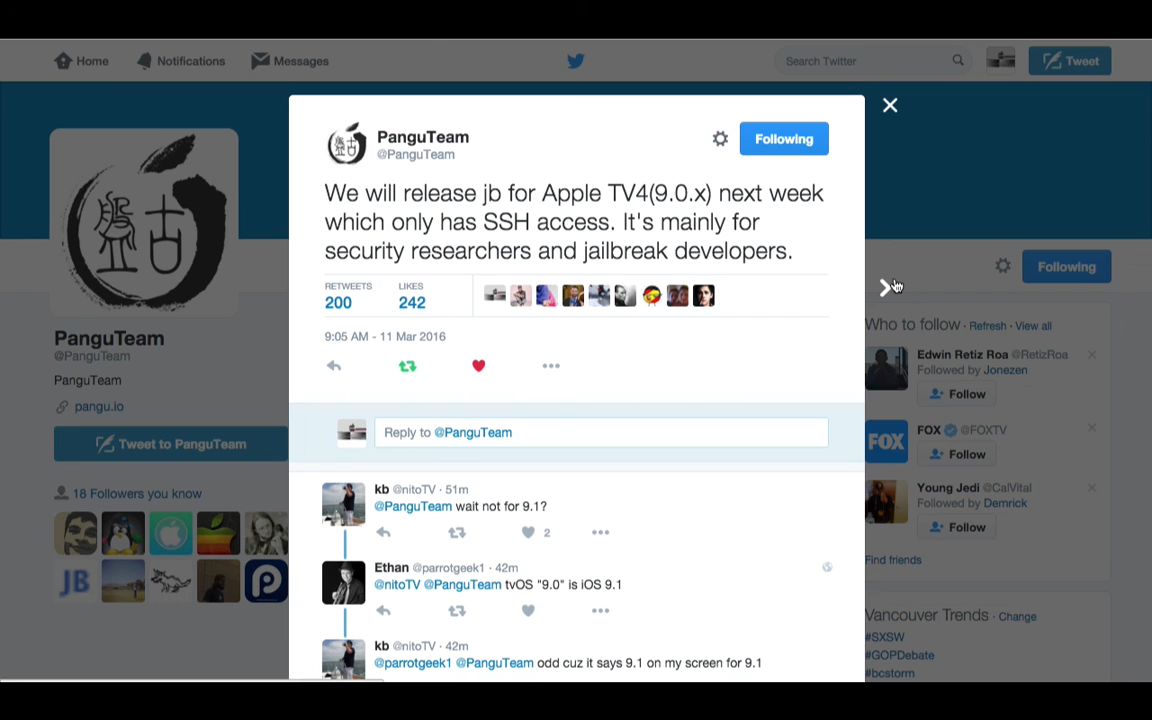 Home
Notifications
Messages
Search Twitter
Tweet
PanguTeam
@PanguTeam
Following
We will release jb for Apple TV4(9.0.x) next week
which only has SSH access. It's mainly for
security researchers and jailbreak developers.
RETWEETS
200
LIKES
242
9:05 AM - 11 Mar 2016
Reply to @PanguTeam
kb @nitoTV · 51m
@PanguTeam wait not for 9.1?
2
Ethan @parrotgeek1 · 42m
@nitoTV @PanguTeam tvOS "9.0" is iOS 9.1
kb @nitoTV · 42m
@parrotgeek1 @PanguTeam odd cuz it says 9.1 on my screen for 9.1
盤古
PanguTeam
@PanguTeam
PanguTeam
pangu.io
Tweet to PanguTeam
18 Followers you know
JB
P
Following
Who to follow · Refresh · View all
Edwin Retiz Roa @RetizRoa
Followed by Jonezen
Follow
FOX
FOX @FOXTV
Follow
Young Jedi @CalVital
Followed by Demrick
Follow
Find friends
Vancouver Trends · Change
#SXSW
#GOPDebate
#bcstorm